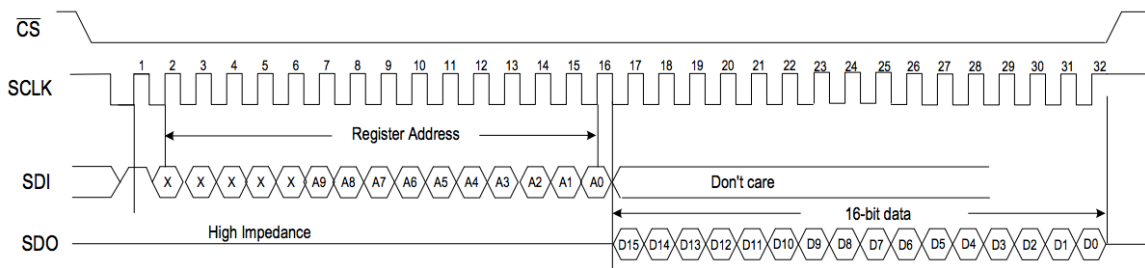 CS
1 2 3 4 5 6 7 8 9 10 11 12 13 14 15 16 17 18 19 20 21 22 23 24 25 26 27 28 29 30 31 32
SCLK
Register Address
SDI X X X X X A9 A8 A7 A6 A5 A4 A3 A2 A1 A0 Don't care
16-bit data
High Impedance
SDO D15 D14 D13 D12 D11 D10 D9 D8 D7 D6 D5 D4 D3 D2 D1 D0